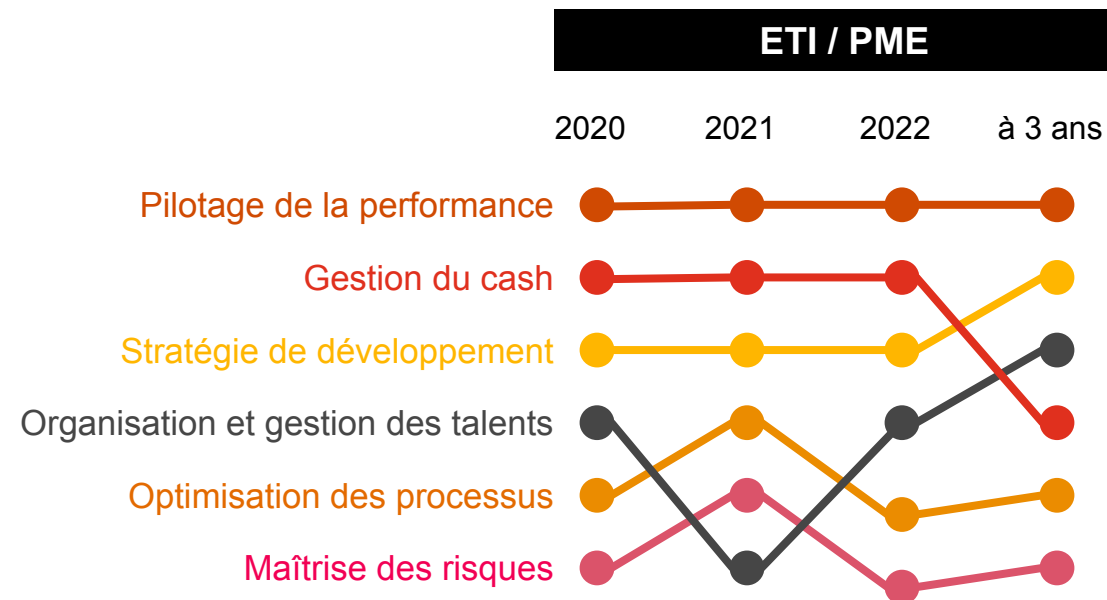 ETI / PME
2020 2021 2022 à 3 ans
Pilotage de la performance
Gestion du cash
Stratégie de développement
Organisation et gestion des talents
Optimisation des processus
Maîtrise des risques